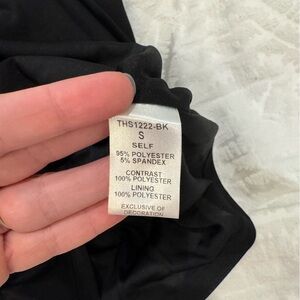 THS1222-BK
S
SELF
95% POLYESTER
5% SPANDEX
CONTRAST
100% POLYESTER
LINING
100% POLYESTER
EXCLUSIVE OF
DECORATION